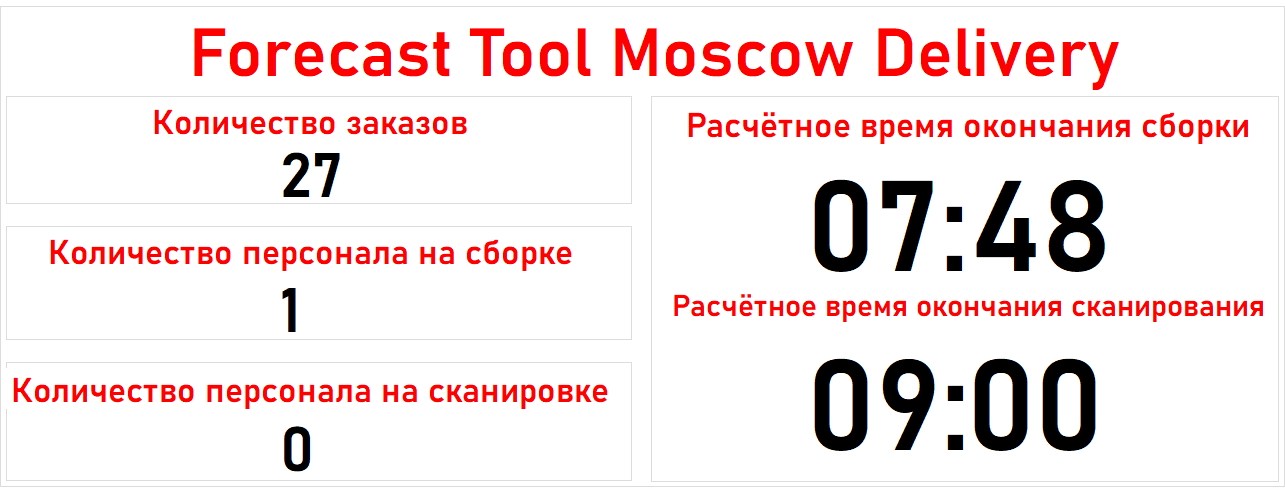 Forecast Tool Moscow Delivery
Количество заказов
27
Количество персонала на сборке
1
Количество персонала на сканировке
0
Расчётное время окончания сборки
07:48
Расчётное время окончания сканирования
09:00